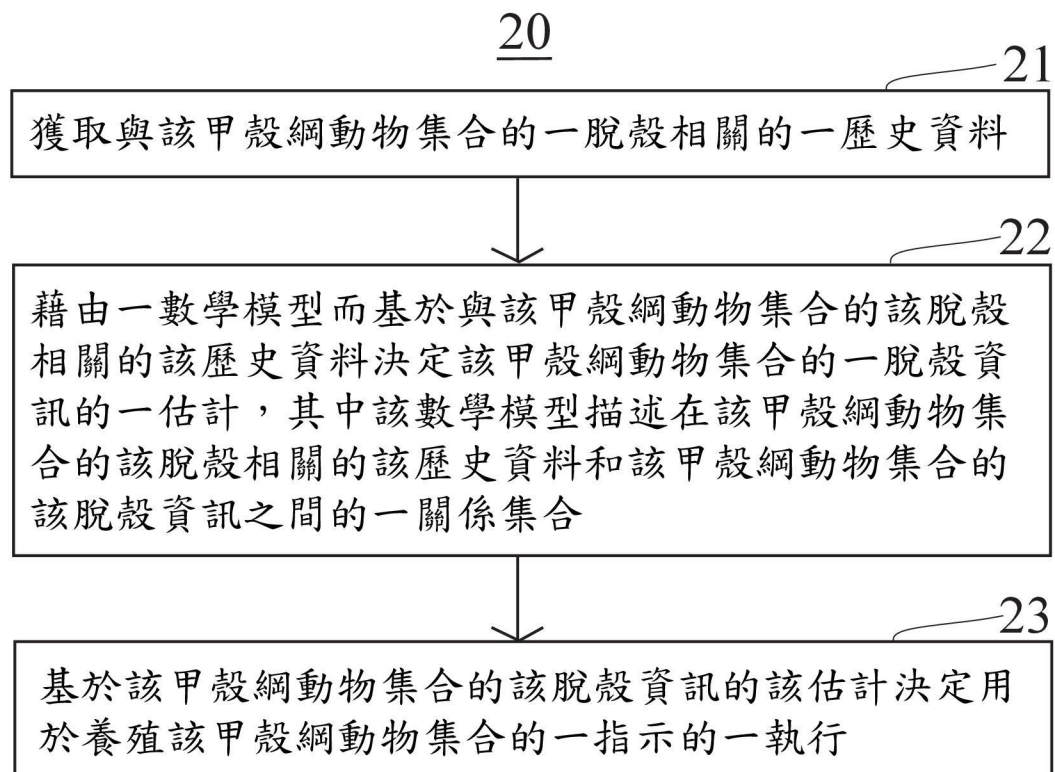 20
21
獲取與該甲殼綱動物集合的一脫殼相關的一歷史資料
22
藉由一數學模型而基於與該甲殼綱動物集合的該脫殼
相關的該歷史資料決定該甲殼綱動物集合的一脫殼資
訊的一估計，其中該數學模型描述在該甲殼綱動物集
合的該脫殼相關的該歷史資料和該甲殼綱動物集合的
該脫殼資訊之間的一關係集合
23
基於該甲殼綱動物集合的該脫殼資訊的該估計決定用
於養殖該甲殼綱動物集合的一指示的一執行